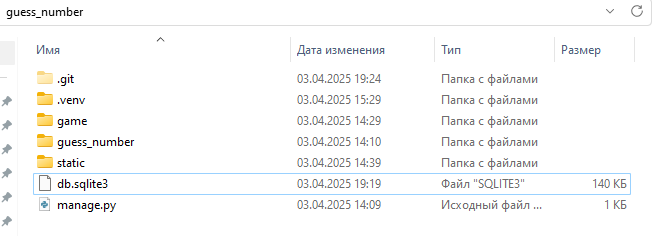 guess_number
Имя Дата изменения Тип Размер
.git 03.04.2025 19:24 Папка с файлами
.venv 03.04.2025 15:29 Папка с файлами
game 03.04.2025 14:29 Папка с файлами
guess_number 03.04.2025 14:10 Папка с файлами
static 03.04.2025 14:39 Папка с файлами
db.sqlite3 03.04.2025 19:19 Файл "SQLITE3" 140 КБ
manage.py 03.04.2025 14:09 Исходный файл ... 1 КБ